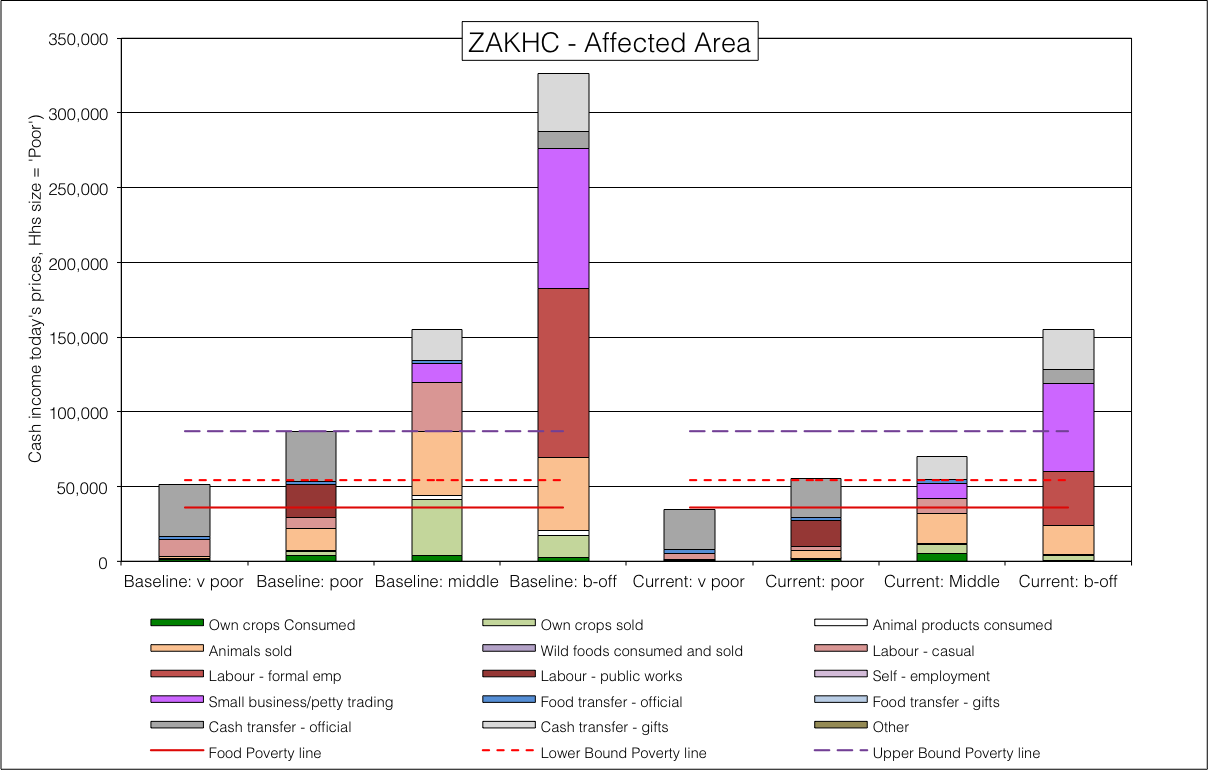 ZAKHC - Affected Area
Cash income today's prices, Hhs size = 'Poor')
350,000
300,000
250,000
200,000
150,000
100,000
50,000
0
Baseline: v poor Baseline: poor Baseline: middle Baseline: b-off Current: v poor Current: poor Current: Middle Current: b-off
Own crops Consumed Own crops sold Animal products consumed
Animals sold Wild foods consumed and sold Labour - casual
Labour - formal emp Labour - public works Self - employment
Small business/petty trading Food transfer - official Food transfer - gifts
Cash transfer - official Cash transfer - gifts Other
Food Poverty line Lower Bound Poverty line Upper Bound Poverty line